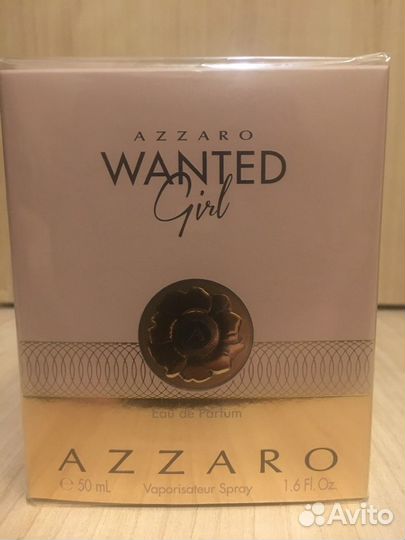 AZZARO
WANTED
Girl
A
Eau de Parfum
AZZARO
℮ 50 mL Vaporisateur Spray 1.6 Fl. Oz.
Avito